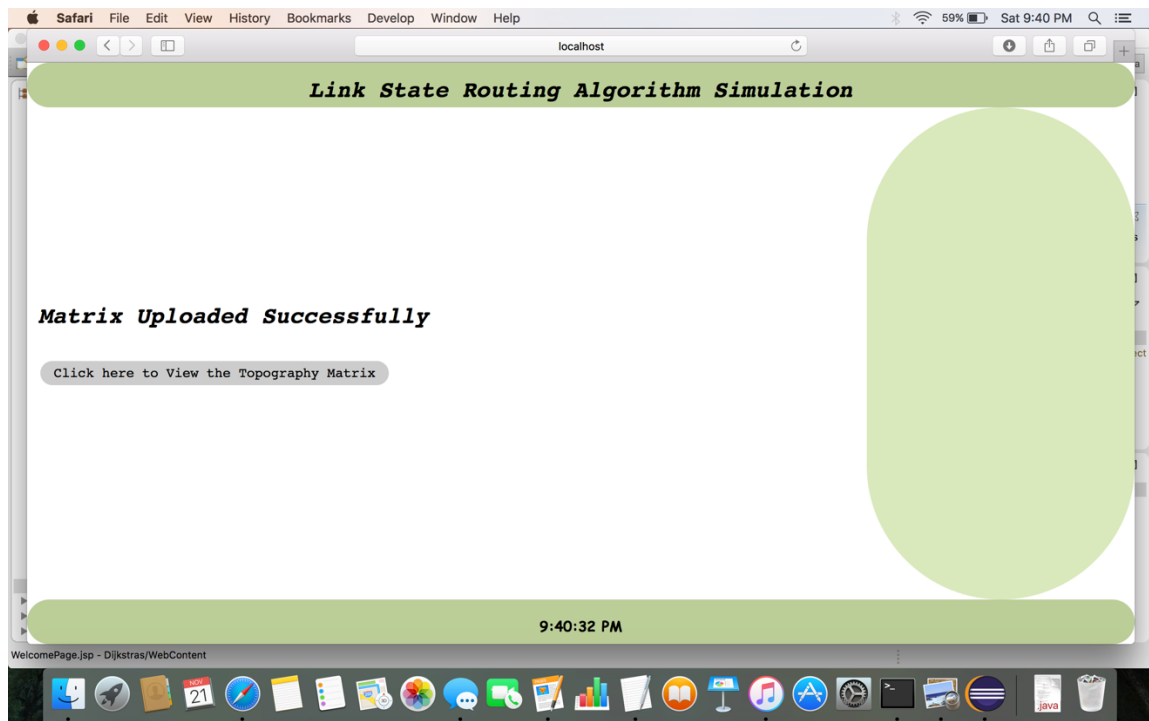 Safari File Edit View History Bookmarks Develop Window Help 59% Sat 9:40 PM
localhost
Link State Routing Algorithm Simulation
Matrix Uploaded Successfully
Click here to View the Topography Matrix
9:40:32 PM
WelcomePage.jsp - Dijkstras/WebContent
NOV
21
.java